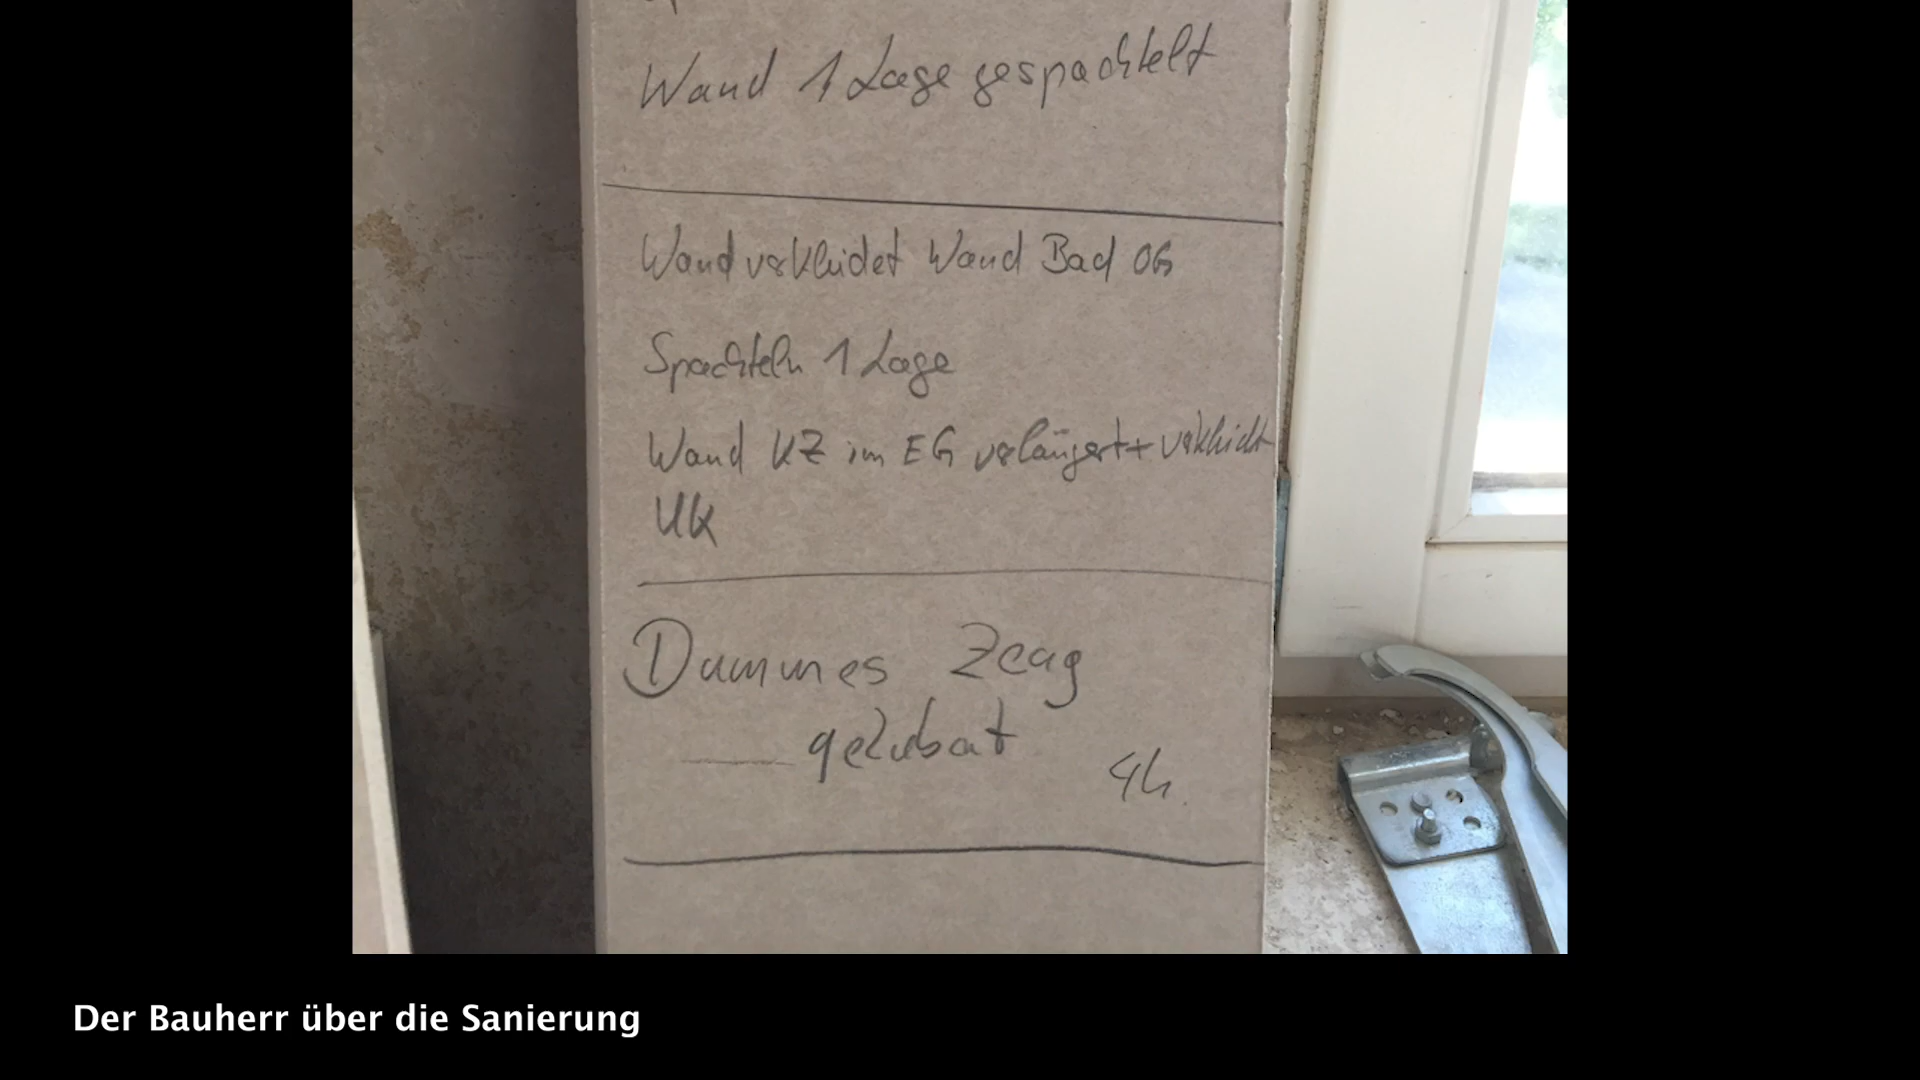 Wand 1 Lage gespachtelt
Wand verkleidet Wand Bad OG
Spachteln 1 Lage
Wand KZ im EG verlängert + verkleidet
UK
Dummes Zeug
gelabat
4h.
Der Bauherr über die Sanierung